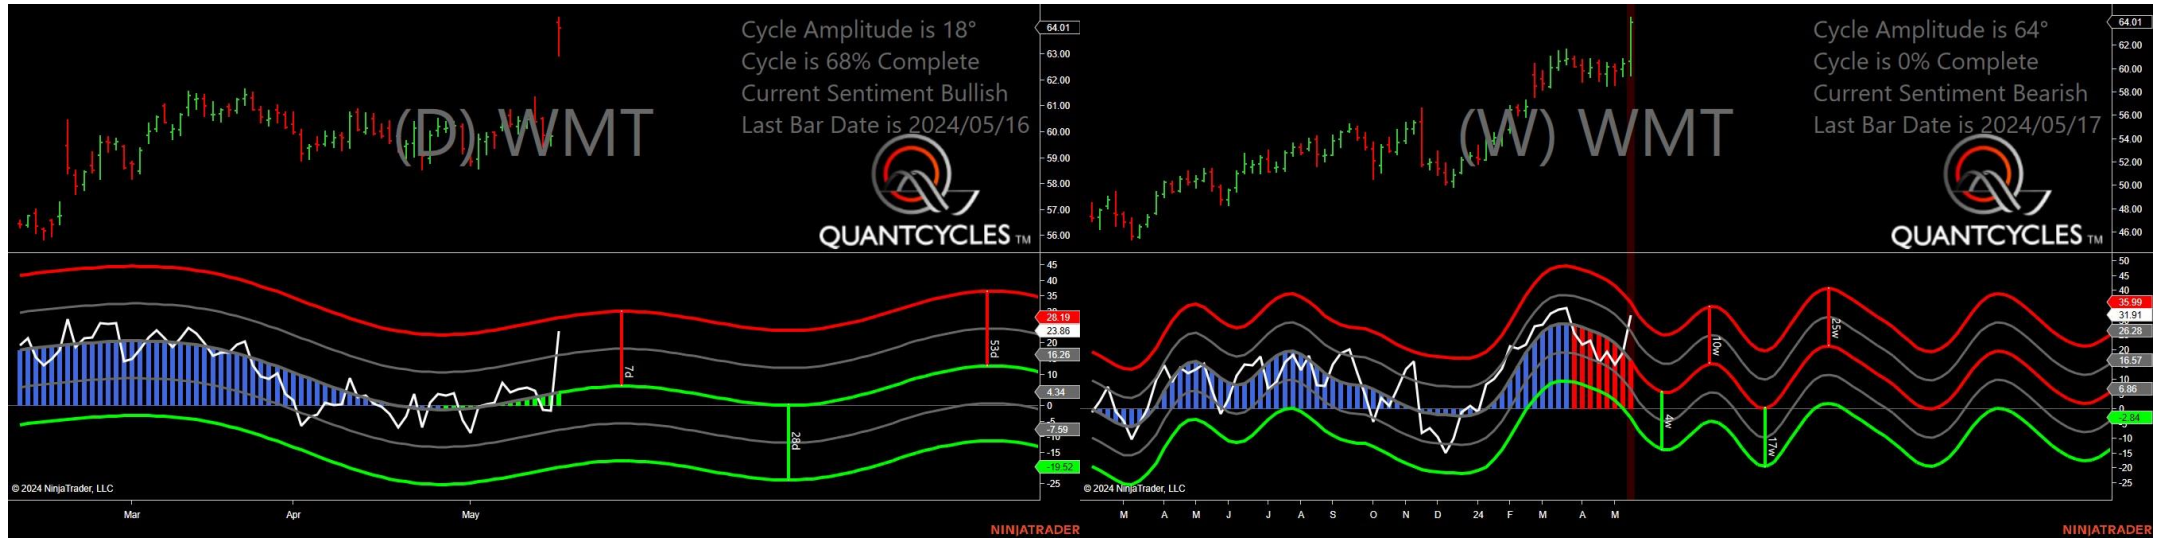 Cycle Amplitude is 18°
Cycle is 68% Complete
Current Sentiment Bullish
Last Bar Date is 2024/05/16
(D) WMT
QUANTCYCLES TM
64.01
63.00
62.00
61.00
60.00
59.00
58.00
57.00
56.00
45
40
35
28.19
23.86
20
16.26
10
4.34
0
-7.59
-10
-15
-19.52
-25
7d
28d
53d
© 2024 NinjaTrader, LLC
Mar Apr May
NINJATRADER
Cycle Amplitude is 64°
Cycle is 0% Complete
Current Sentiment Bearish
Last Bar Date is 2024/05/17
(W) WMT
QUANTCYCLES TM
64.01
62.00
60.00
58.00
56.00
54.00
52.00
50.00
48.00
46.00
50
45
40
35.99
31.91
26.28
20
16.57
10
6.86
0
-2.84
-10
-15
-20
-25
4w
10w
17w
25w
© 2024 NinjaTrader, LLC
M A M J J A S O N D 24 F M A M
NINJATRADER